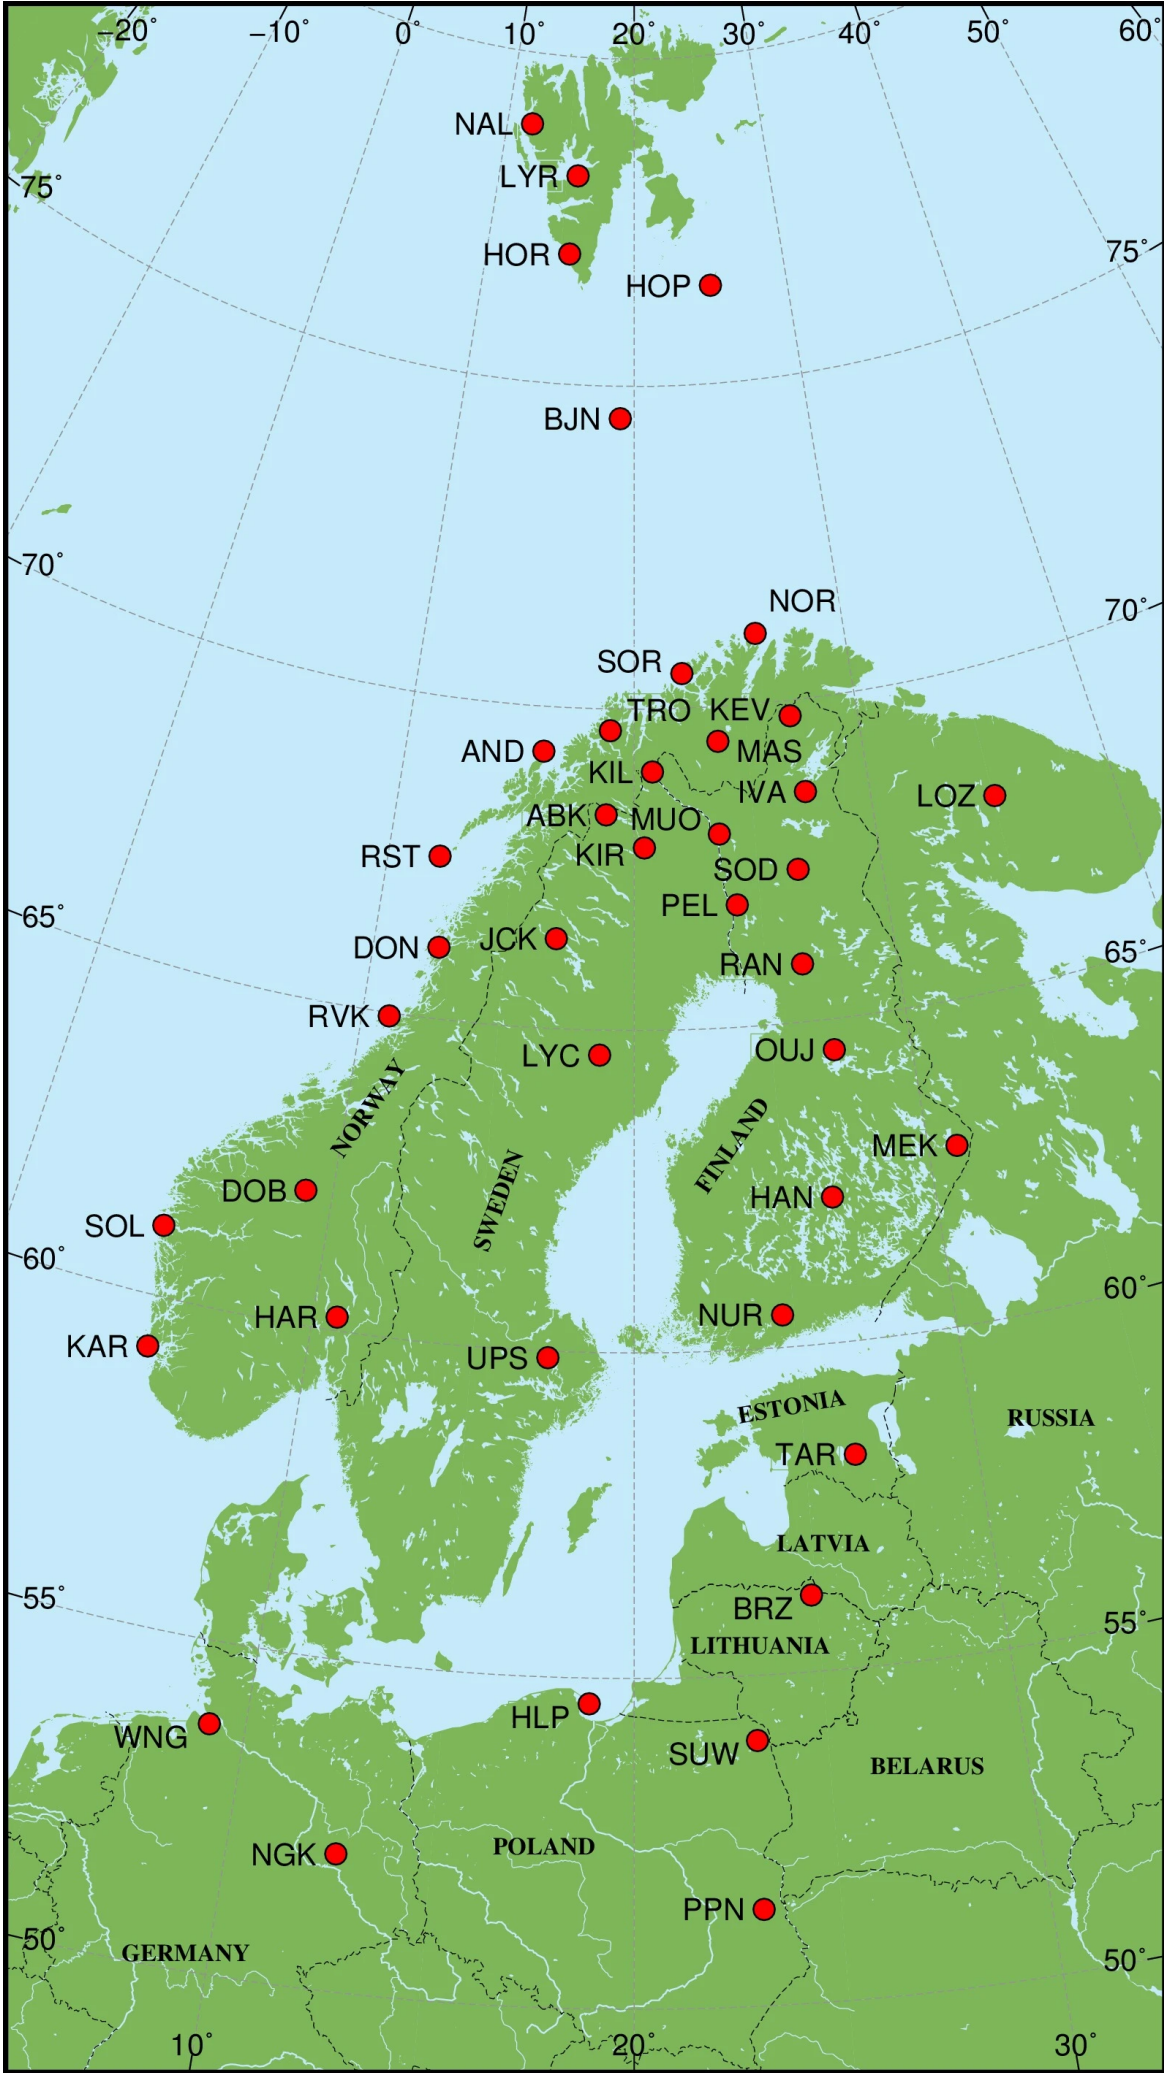 −20° −10° 0° 10° 20° 30° 40° 50° 60°
NAL
LYR
75°
HOR
75°
HOP
BJN
70°
NOR
70°
SOR
TRO KEV
AND
MAS
KIL
IVA
LOZ
ABK
MUO
KIR
RST
SOD
PEL
65°
JCK
DON
65°
RAN
RVK
OUJ
LYC
NORWAY
FINLAND
MEK
DOB
SWEDEN
HAN
SOL
60°
60°
HAR
NUR
KAR
UPS
ESTONIA
RUSSIA
TAR
LATVIA
55°
BRZ
55°
LITHUANIA
HLP
WNG
SUW
BELARUS
POLAND
NGK
PPN
50°
GERMANY
50°
10° 20° 30°